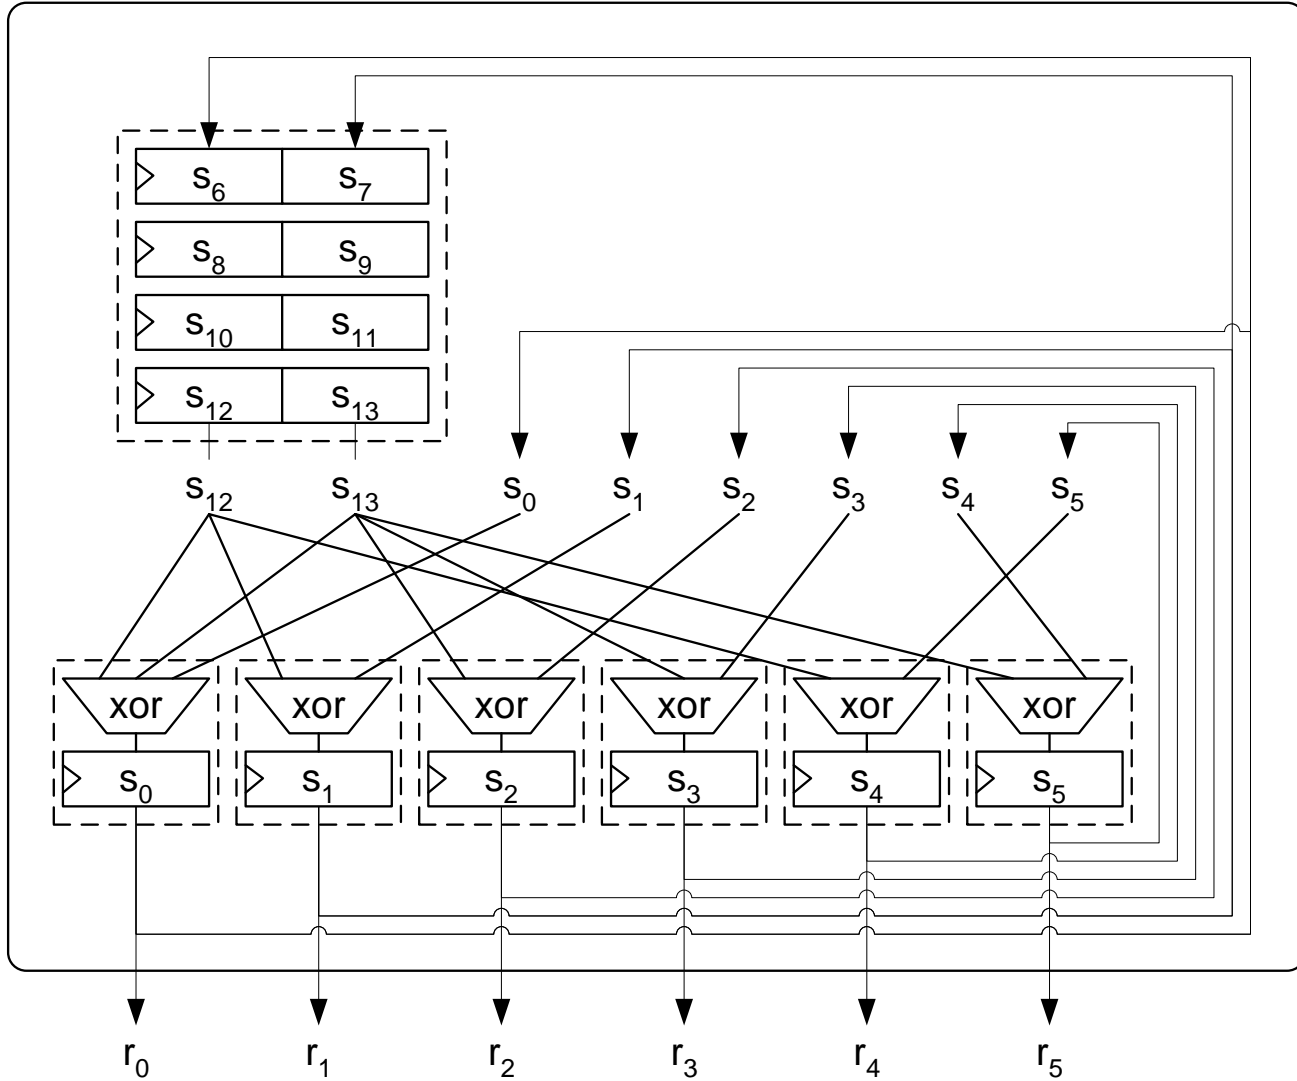 s6 s7
s8 s9
s10 s11
s12 s13
s12 s13 s0 s1 s2 s3 s4 s5
xor xor xor xor xor xor
s0 s1 s2 s3 s4 s5
r0 r1 r2 r3 r4 r5